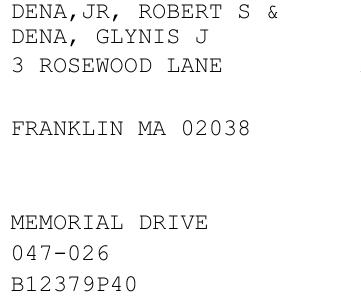 DENA,JR, ROBERT S &
DENA, GLYNIS J
3 ROSEWOOD LANE
FRANKLIN MA 02038
MEMORIAL DRIVE
047-026
B12379P40